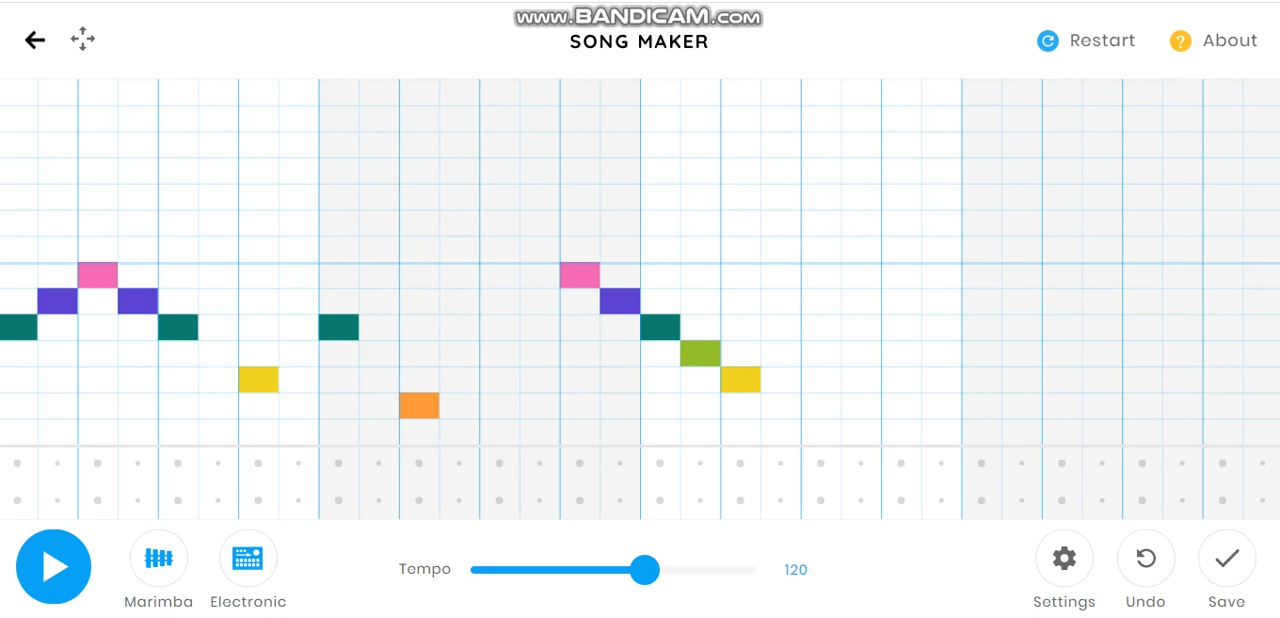 www.BANDICAM.com
SONG MAKER
Restart
About
Marimba
Electronic
Tempo
120
Settings
Undo
Save